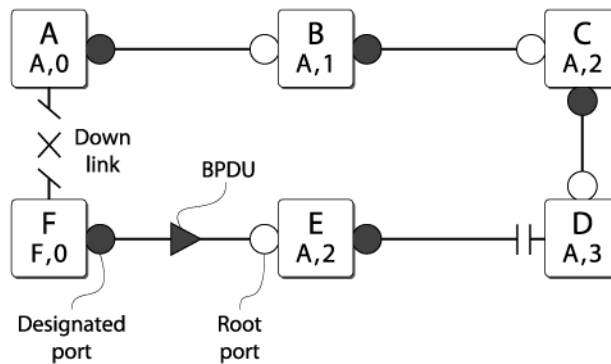 A
A,0
B
A,1
C
A,2
Down
link
BPDU
F
F,0
E
A,2
D
A,3
Designated
port
Root
port